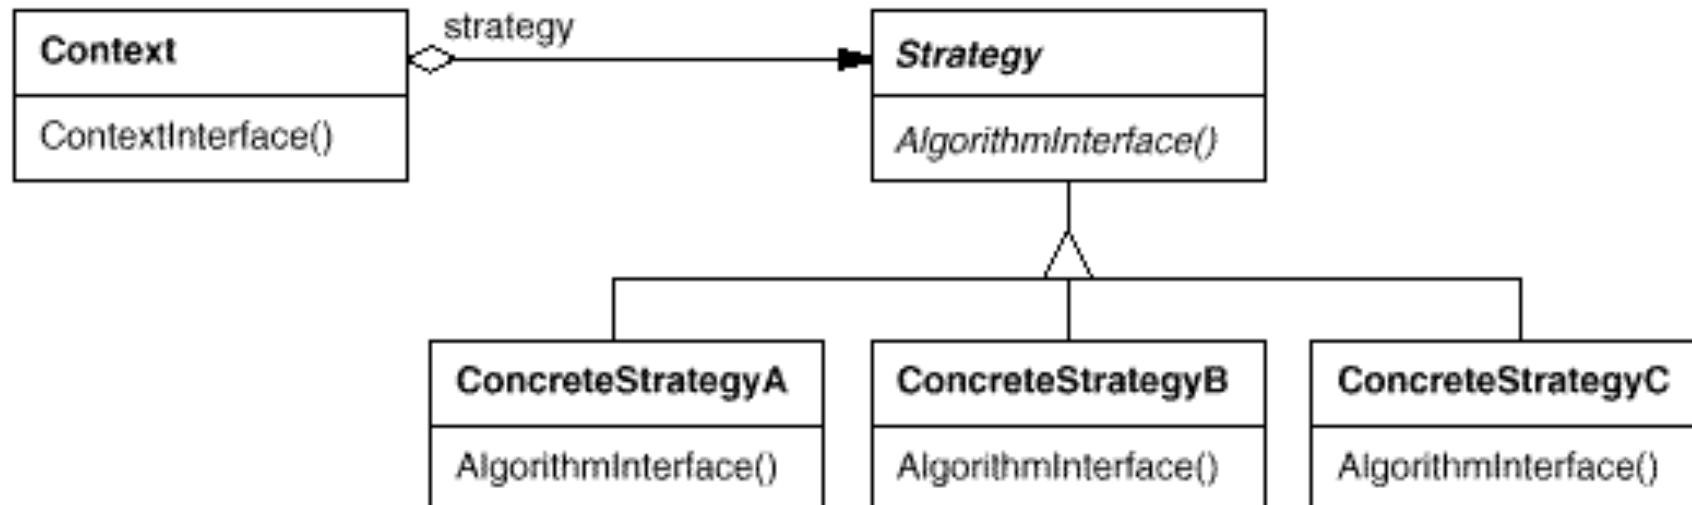 strategy
Context
Strategy
ContextInterface()
AlgorithmInterface()
ConcreteStrategyA
ConcreteStrategyB
ConcreteStrategyC
AlgorithmInterface()
AlgorithmInterface()
AlgorithmInterface()